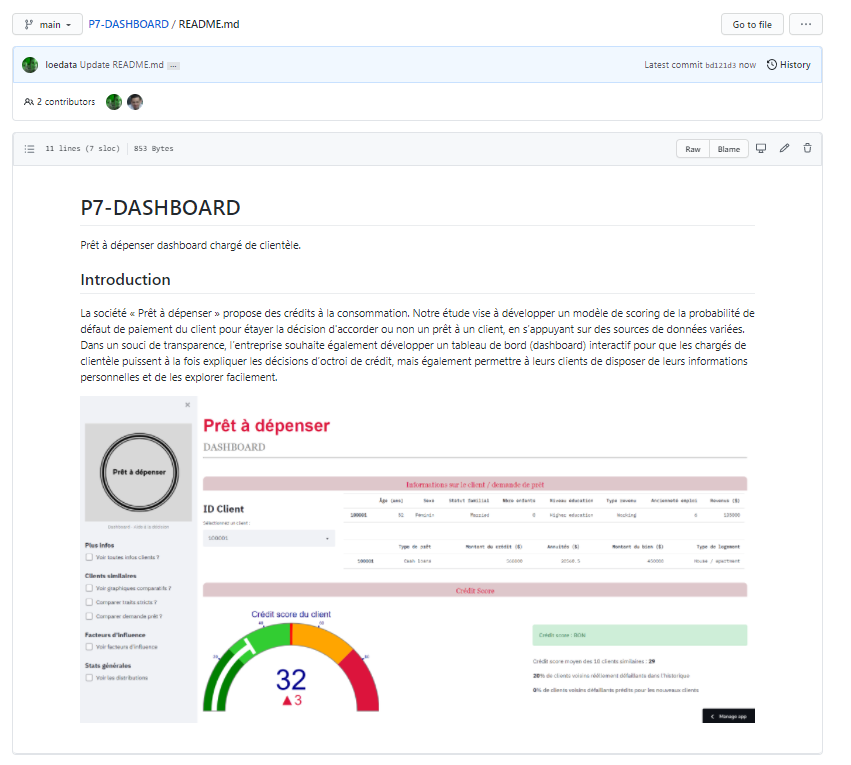 main P7-DASHBOARD / README.md Go to file ...
loedata Update README.md ... Latest commit bd121d3 now History
2 contributors
11 lines (7 sloc) 853 Bytes Raw Blame
P7-DASHBOARD
Prêt à dépenser dashboard chargé de clientèle.
Introduction
La société « Prêt à dépenser » propose des crédits à la consommation. Notre étude vise à développer un modèle de scoring de la probabilité de
défaut de paiement du client pour étayer la décision d'accorder ou non un prêt à un client, en s'appuyant sur des sources de données variées.
Dans un souci de transparence, l'entreprise souhaite également développer un tableau de bord (dashboard) interactif pour que les chargés de
clientèle puissent à la fois expliquer les décisions d'octroi de crédit, mais également permettre à leurs clients de disposer de leurs informations
personnelles et de les explorer facilement.
Prêt à dépenser
Dashboard - Aide à la décision
Plus infos
Voir toutes infos clients ?
Clients similaires
Voir graphiques comparatifs ?
Comparer traits stricts ?
Comparer demande prêt ?
Facteurs d'influence
Voir facteurs d'influence
Stats générales
Voir les distributions
Prêt à dépenser
DASHBOARD
Informations sur le client / demande de prêt
ID Client
Sélectionnez un client :
100001
Âge (ans) Sexe Statut familial Nbre enfants Niveau éducation Type revenu Ancienneté emploi Revenus ($)
100001 52 Féminin Married 0 Higher education Working 6 135000
Type de prêt Montant du crédit ($) Annuités ($) Montant du bien ($) Type de logement
100001 Cash loans 568800 20560.5 450000 House / apartment
Crédit Score
Crédit score du client
20 40 60 80
32
▲3
Crédit score : BON
Crédit score moyen des 10 clients similaires : 29
20% de clients voisins réellement défaillants dans l'historique
0% de clients voisins défaillants prédits pour les nouveaux clients
< Manage app